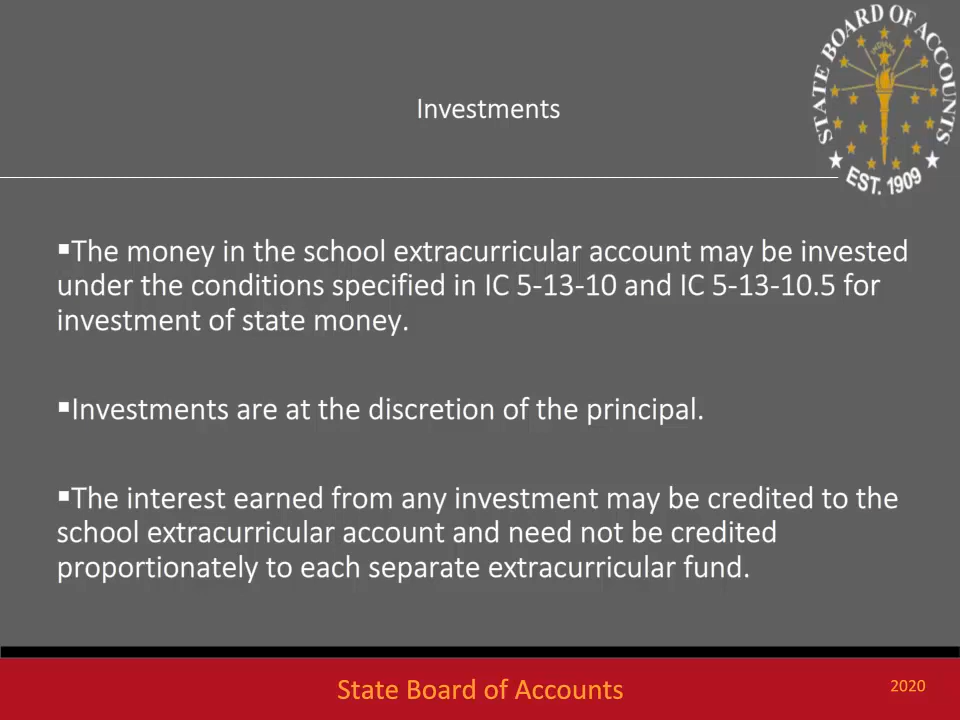 STATE BOARD OF ACCOUNTS
INDIANA
EST. 1909
Investments
▪The money in the school extracurricular account may be invested
under the conditions specified in IC 5-13-10 and IC 5-13-10.5 for
investment of state money.
▪Investments are at the discretion of the principal.
▪The interest earned from any investment may be credited to the
school extracurricular account and need not be credited
proportionately to each separate extracurricular fund.
State Board of Accounts
2020